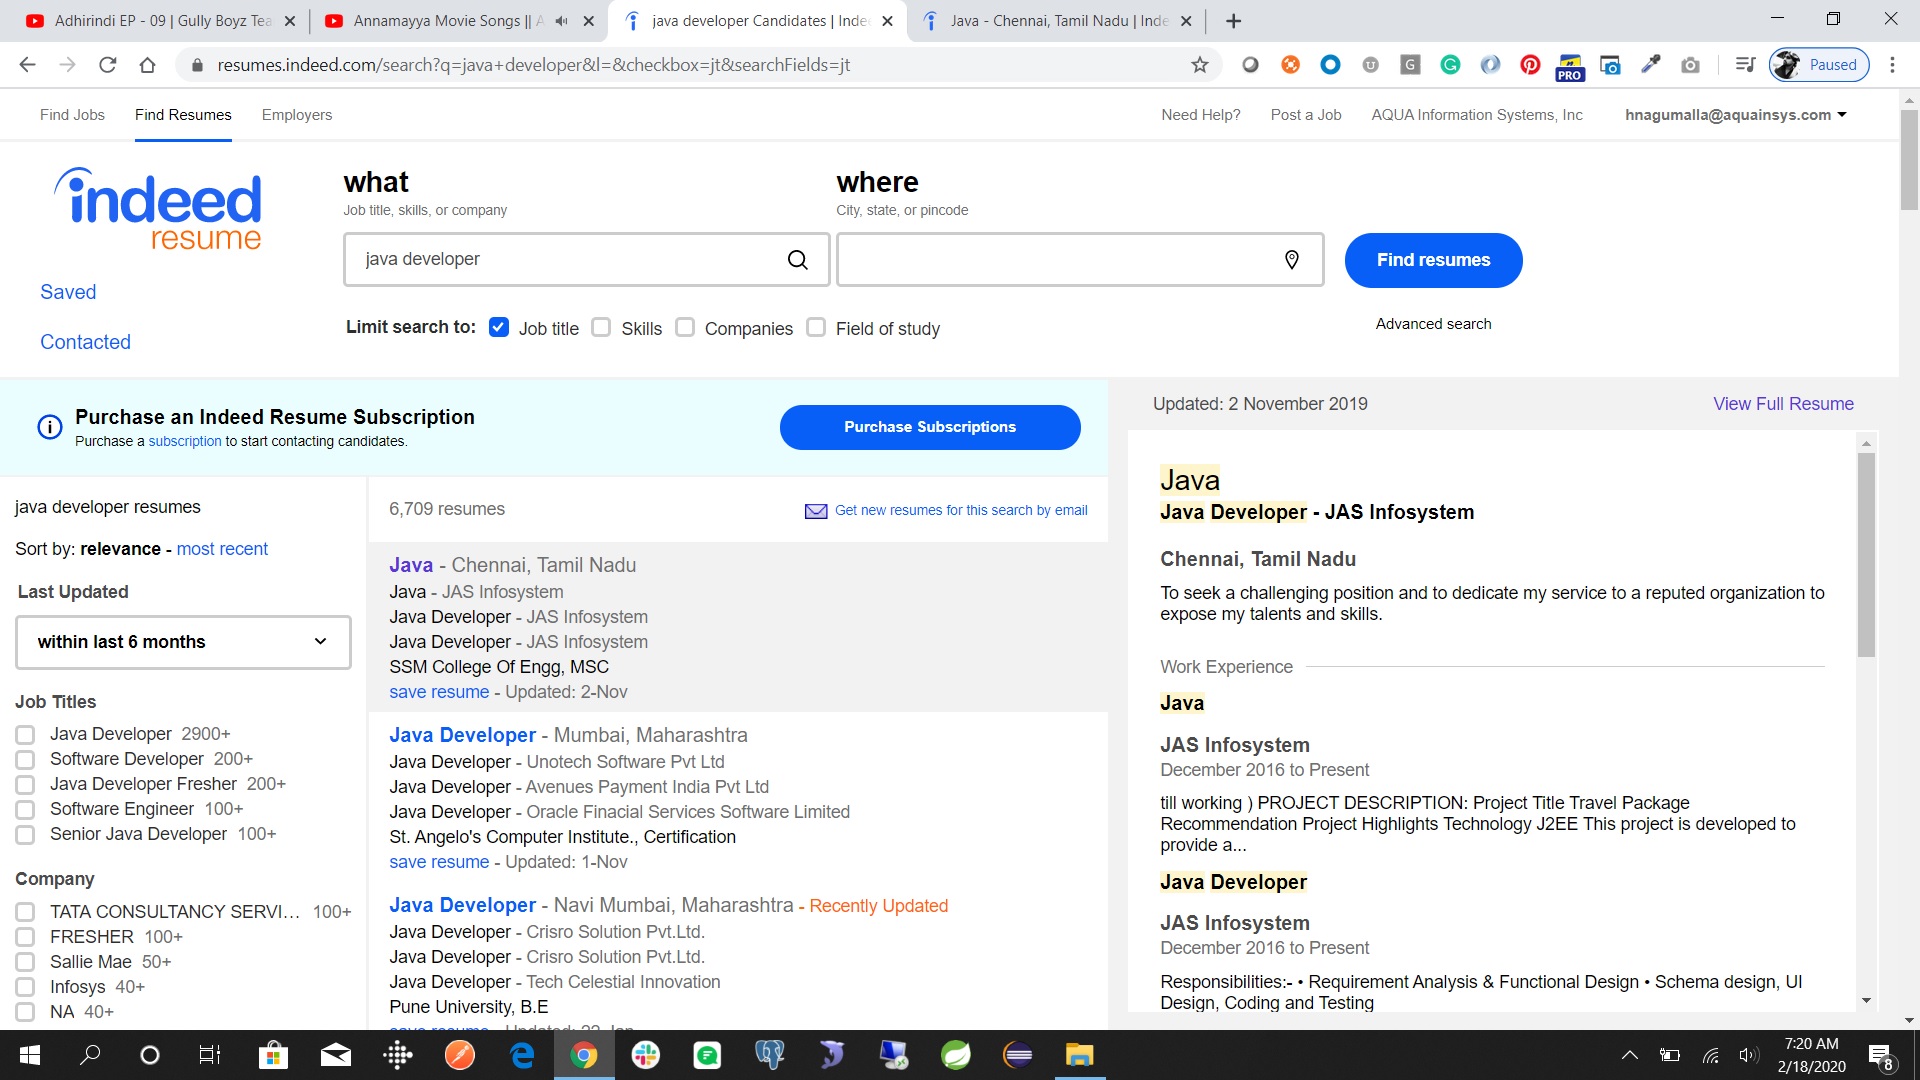 Adhirindi EP - 09 | Gully Boyz Tea
Annamayya Movie Songs || A
java developer Candidates | Inde
Java - Chennai, Tamil Nadu | Inde
resumes.indeed.com/search?q=java+developer&l=&checkbox=jt&searchFields=jt
PRO
Paused
Find Jobs
Find Resumes
Employers
Need Help?
Post a Job
AQUA Information Systems, Inc
hnagumalla@aquainsys.com
indeed
resume
Saved
Contacted
what
Job title, skills, or company
java developer
where
City, state, or pincode
Find resumes
Limit search to:
Job title
Skills
Companies
Field of study
Advanced search
Purchase an Indeed Resume Subscription
Purchase a subscription to start contacting candidates.
Purchase Subscriptions
java developer resumes
Sort by: relevance - most recent
Last Updated
within last 6 months
Job Titles
Java Developer 2900+
Software Developer 200+
Java Developer Fresher 200+
Software Engineer 100+
Senior Java Developer 100+
Company
TATA CONSULTANCY SERVI... 100+
FRESHER 100+
Sallie Mae 50+
Infosys 40+
NA 40+
6,709 resumes
Get new resumes for this search by email
Java - Chennai, Tamil Nadu
Java - JAS Infosystem
Java Developer - JAS Infosystem
Java Developer - JAS Infosystem
SSM College Of Engg, MSC
save resume - Updated: 2-Nov
Java Developer - Mumbai, Maharashtra
Java Developer - Unotech Software Pvt Ltd
Java Developer - Avenues Payment India Pvt Ltd
Java Developer - Oracle Finacial Services Software Limited
St. Angelo's Computer Institute., Certification
save resume - Updated: 1-Nov
Java Developer - Navi Mumbai, Maharashtra - Recently Updated
Java Developer - Crisro Solution Pvt.Ltd.
Java Developer - Crisro Solution Pvt.Ltd.
Java Developer - Tech Celestial Innovation
Pune University, B.E
Updated: 2 November 2019
View Full Resume
Java
Java Developer - JAS Infosystem
Chennai, Tamil Nadu
To seek a challenging position and to dedicate my service to a reputed organization to
expose my talents and skills.
Work Experience
Java
JAS Infosystem
December 2016 to Present
till working ) PROJECT DESCRIPTION: Project Title Travel Package
Recommendation Project Highlights Technology J2EE This project is developed to
provide a...
Java Developer
JAS Infosystem
December 2016 to Present
Responsibilities:- • Requirement Analysis & Functional Design • Schema design, UI
Design, Coding and Testing
7:20 AM
2/18/2020
8